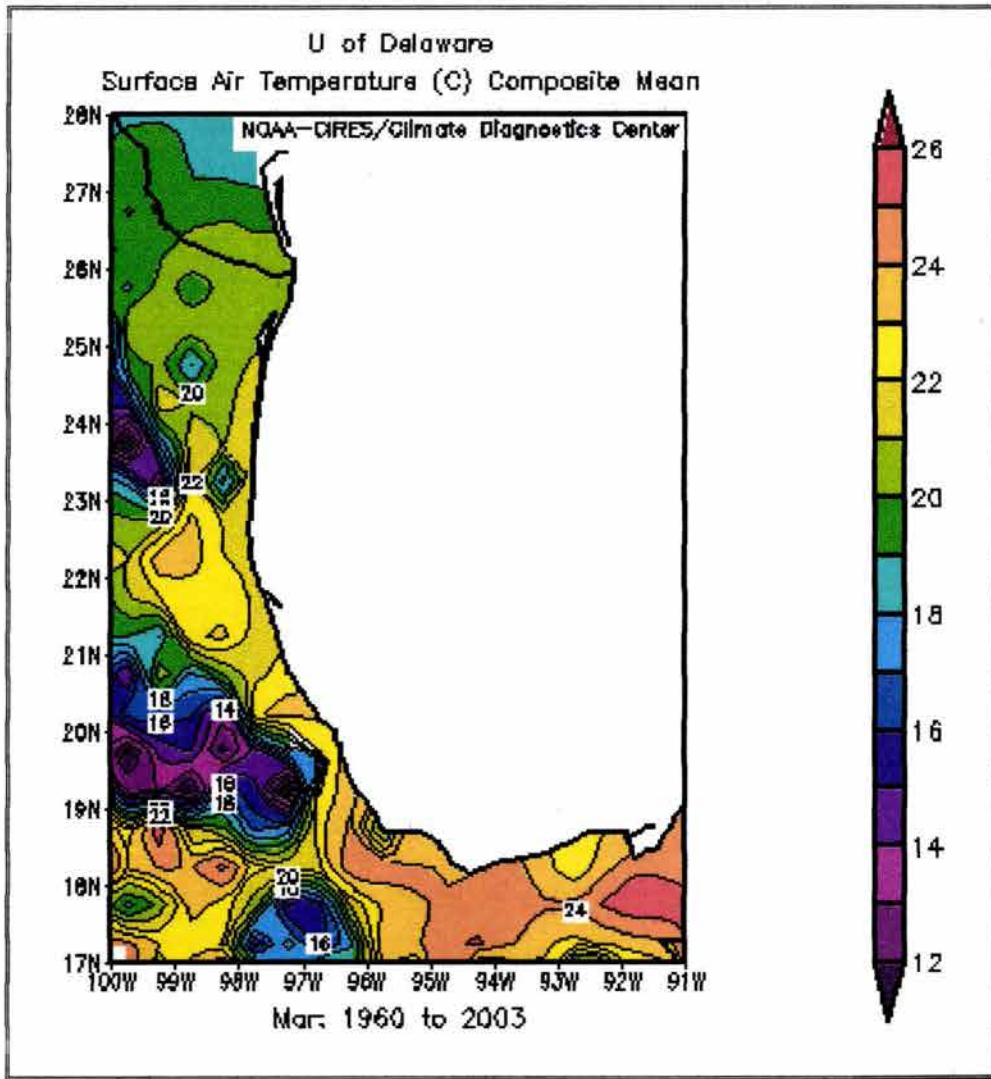 U of Delaware
Surface Air Temperature (C) Composite Mean
NOAA-CIRES/Climate Diagnostics Center
28N
27N
26N
25N
24N
23N
22N
21N
20N
19N
18N
17N
100W 99W 98W 97W 96W 95W 94W 93W 92W 91W
Mar: 1960 to 2003
20
22
20
18
16
14
18
18
22
20
16
24
26
24
22
20
18
16
14
12